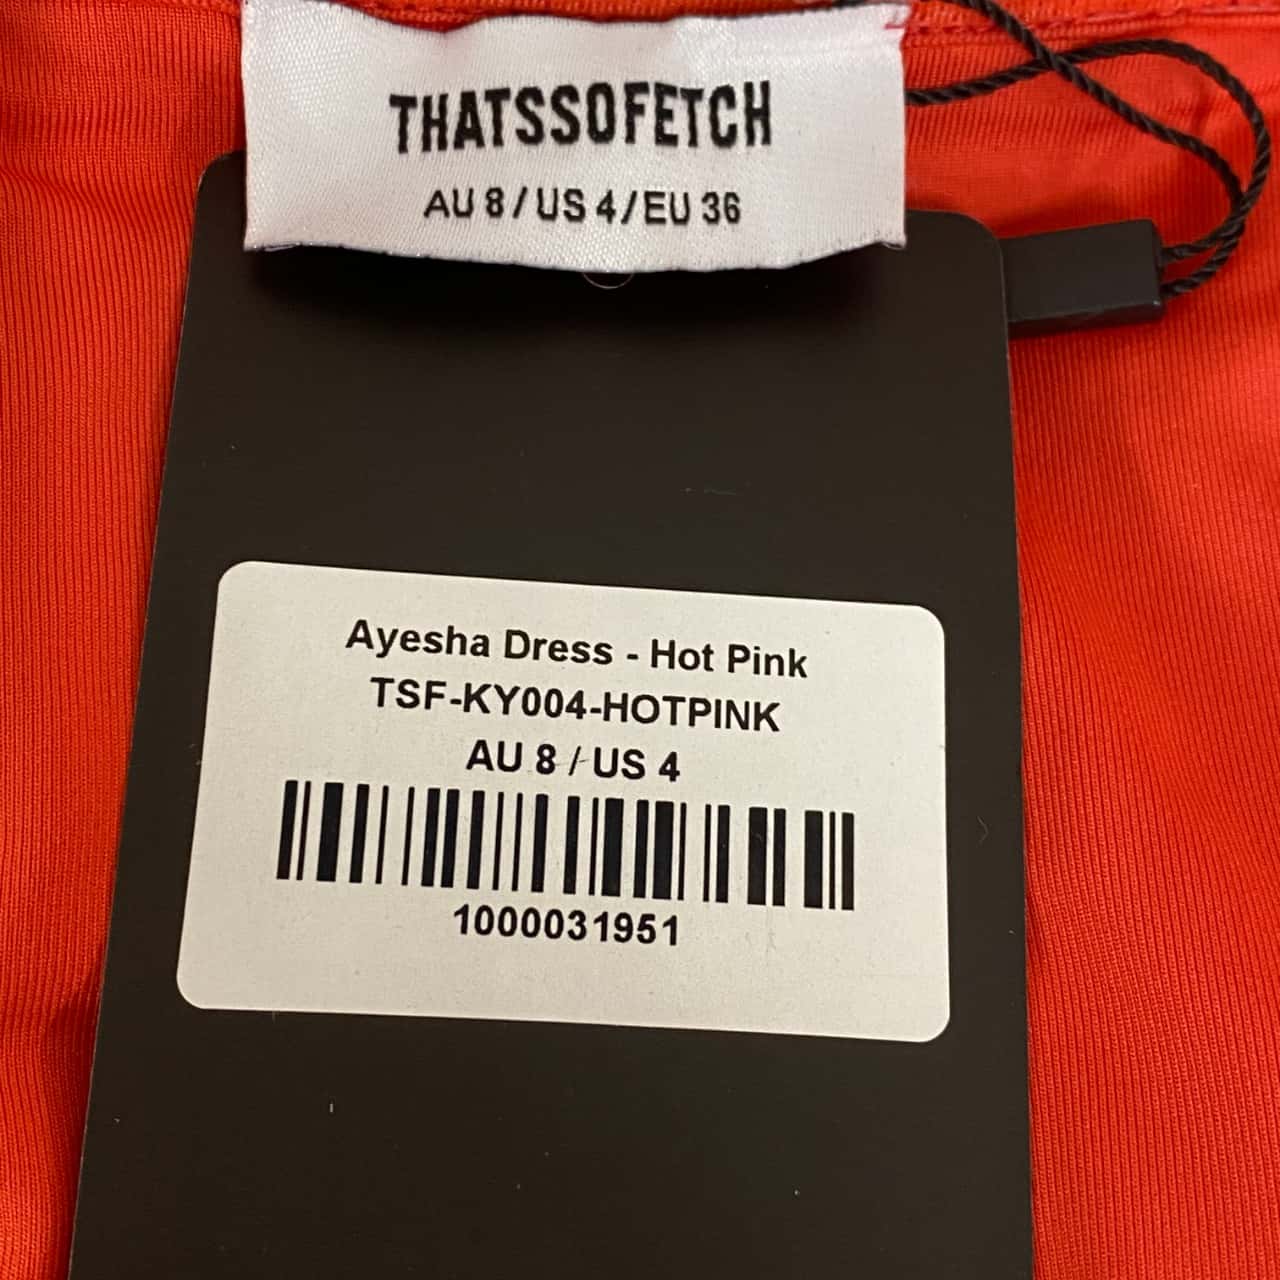 THATSSOFETCH
AU 8 / US 4 / EU 36
Ayesha Dress - Hot Pink
TSF-KY004-HOTPINK
AU 8 / US 4
1000031951